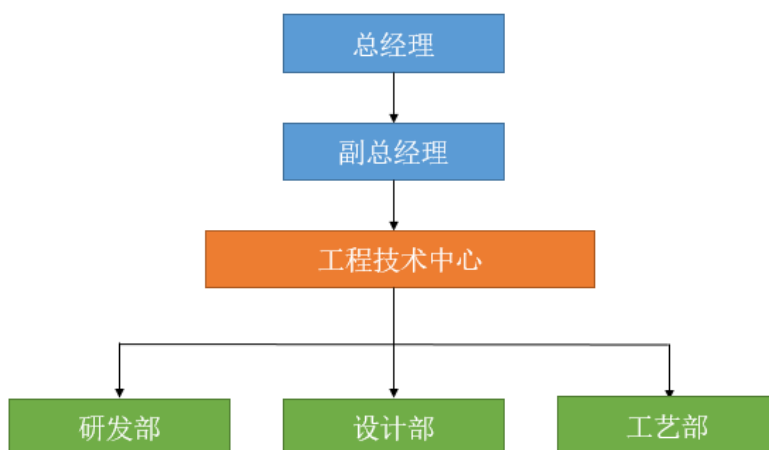 总经理
副总经理
工程技术中心
研发部
设计部
工艺部